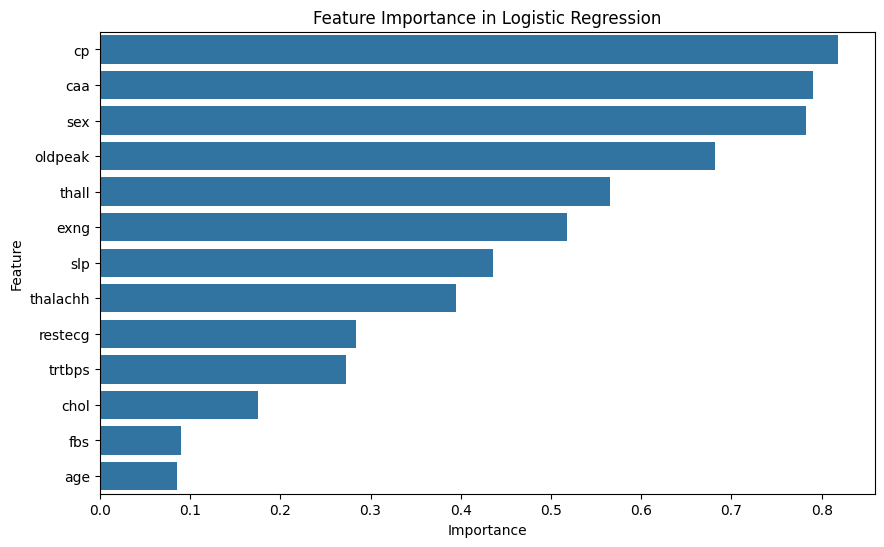 Feature Importance in Logistic Regression
cp
caa
sex
oldpeak
thall
exng
slp
thalachh
restecg
trtbps
chol
fbs
age
Feature
0.0 0.1 0.2 0.3 0.4 0.5 0.6 0.7 0.8
Importance